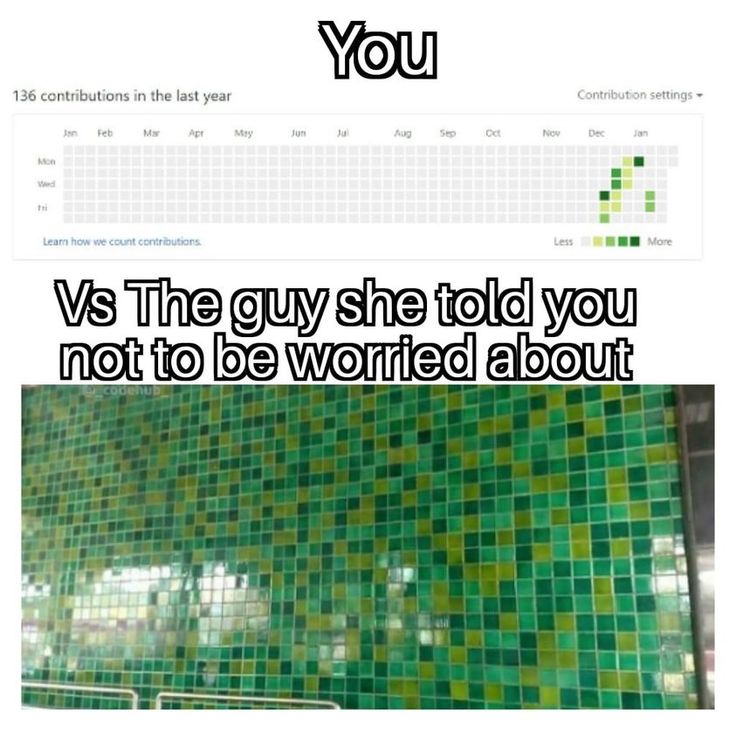 You
136 contributions in the last year
Contribution settings
Jan Feb Mar Apr May Jun Jul Aug Sep Oct Nov Dec Jan
Mon
Wed
Fri
Learn how we count contributions.
Less More
Vs The guy she told you
not to be worried about
_codehub